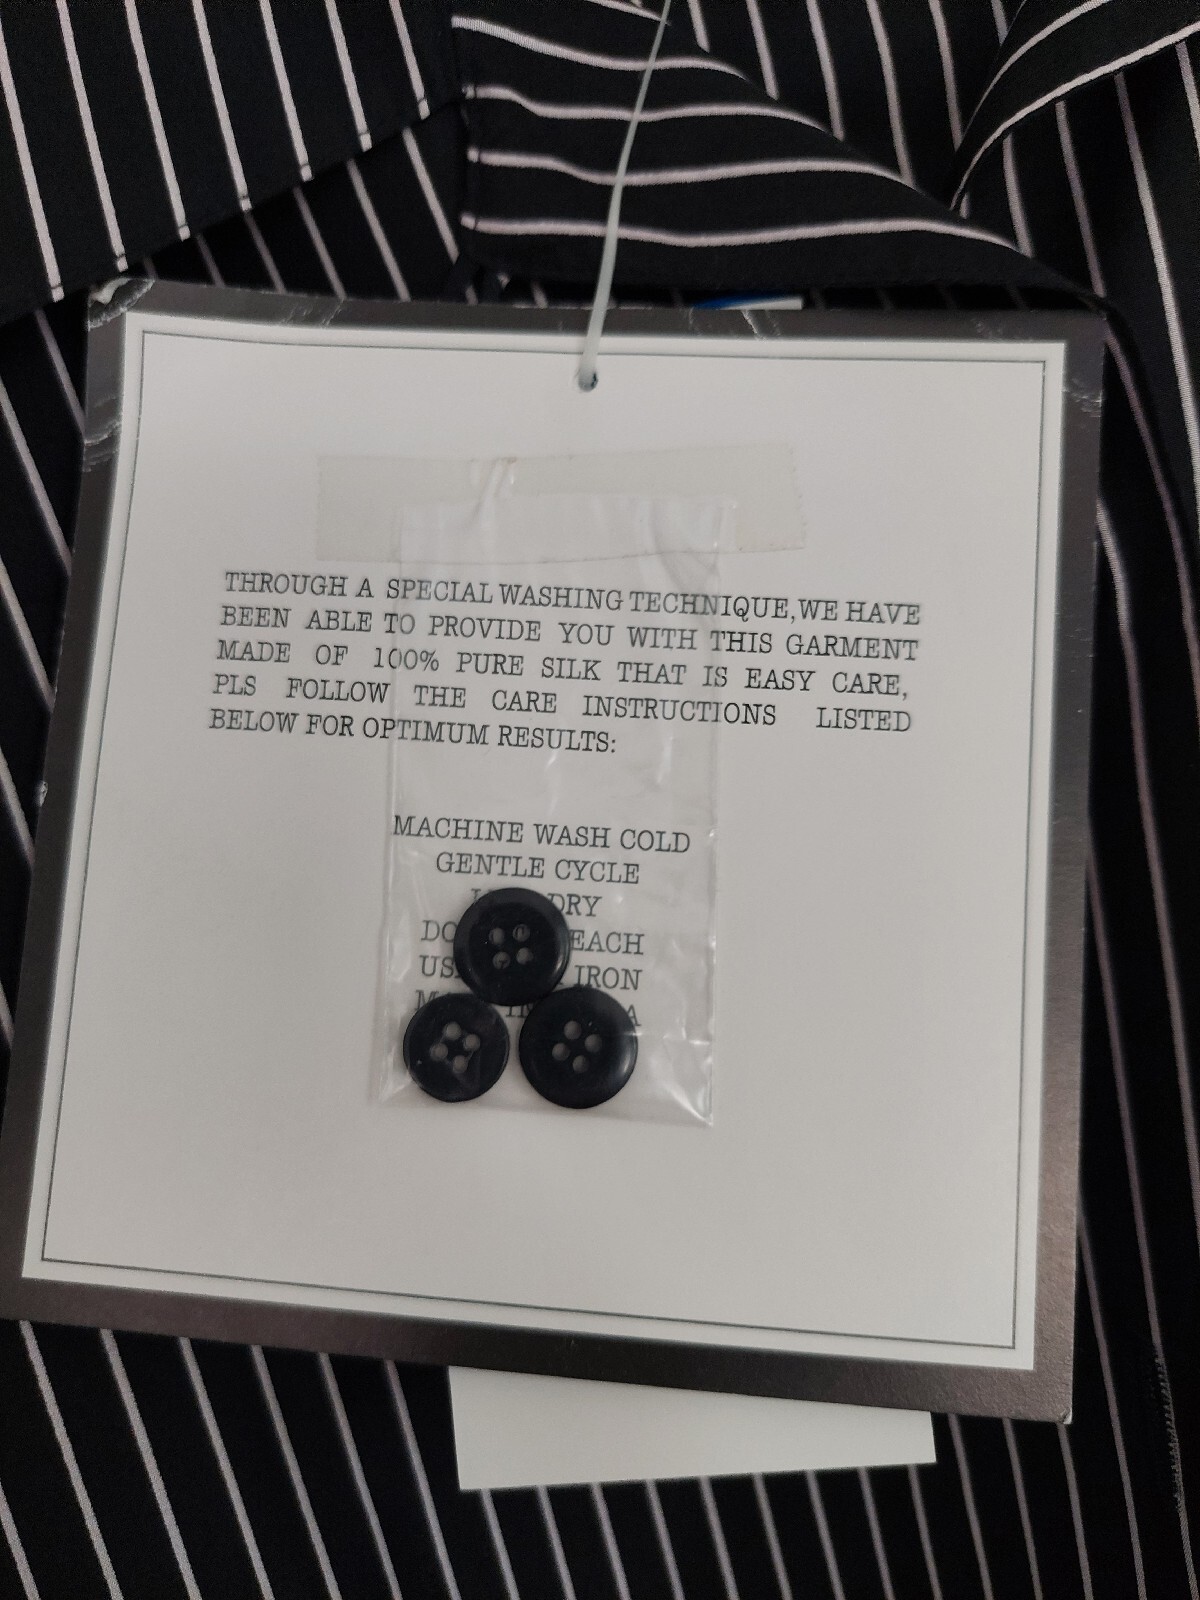 THROUGH A SPECIAL WASHING TECHNIQUE,WE HAVE
BEEN ABLE TO PROVIDE YOU WITH THIS GARMENT
MADE OF 100% PURE SILK THAT IS EASY CARE,
PLS FOLLOW THE CARE INSTRUCTIONS LISTED
BELOW FOR OPTIMUM RESULTS:
MACHINE WASH COLD
GENTLE CYCLE
DRY
IRON